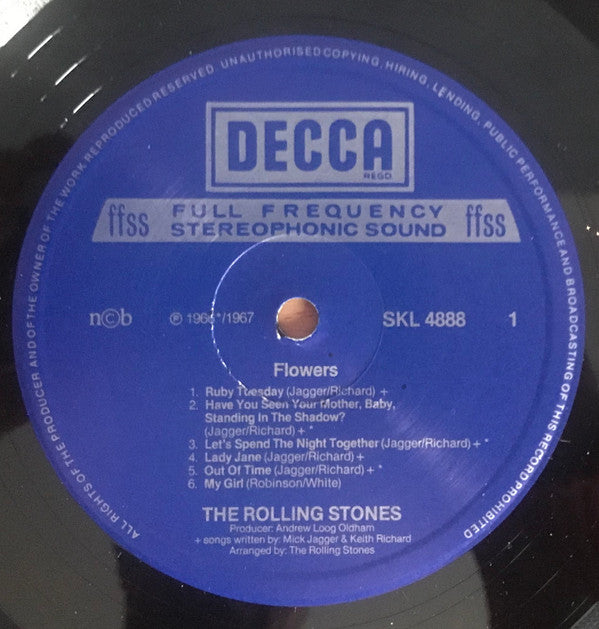 ALL RIGHTS OF THE PRODUCER AND OF THE OWNER OF THE WORK REPRODUCED RESERVED. UNAUTHORISED COPYING, HIRING, LENDING, PUBLIC PERFORMANCE AND BROADCASTING OF THIS RECORD PROHIBITED
DECCA
REGD
ffss FULL FREQUENCY STEREOPHONIC SOUND ffss
n©b ℗ 1966*/1967 SKL 4888 1
Flowers
1. Ruby Tuesday (Jagger/Richard) +
2. Have You Seen Your Mother, Baby,
Standing In The Shadow?
(Jagger/Richard) + *
3. Let's Spend The Night Together (Jagger/Richard) + *
4. Lady Jane (Jagger/Richard) +
5. Out Of Time (Jagger/Richard) + *
6. My Girl (Robinson/White)
THE ROLLING STONES
Producer: Andrew Loog Oldham
+ songs written by: Mick Jagger & Keith Richard
Arranged by: The Rolling Stones